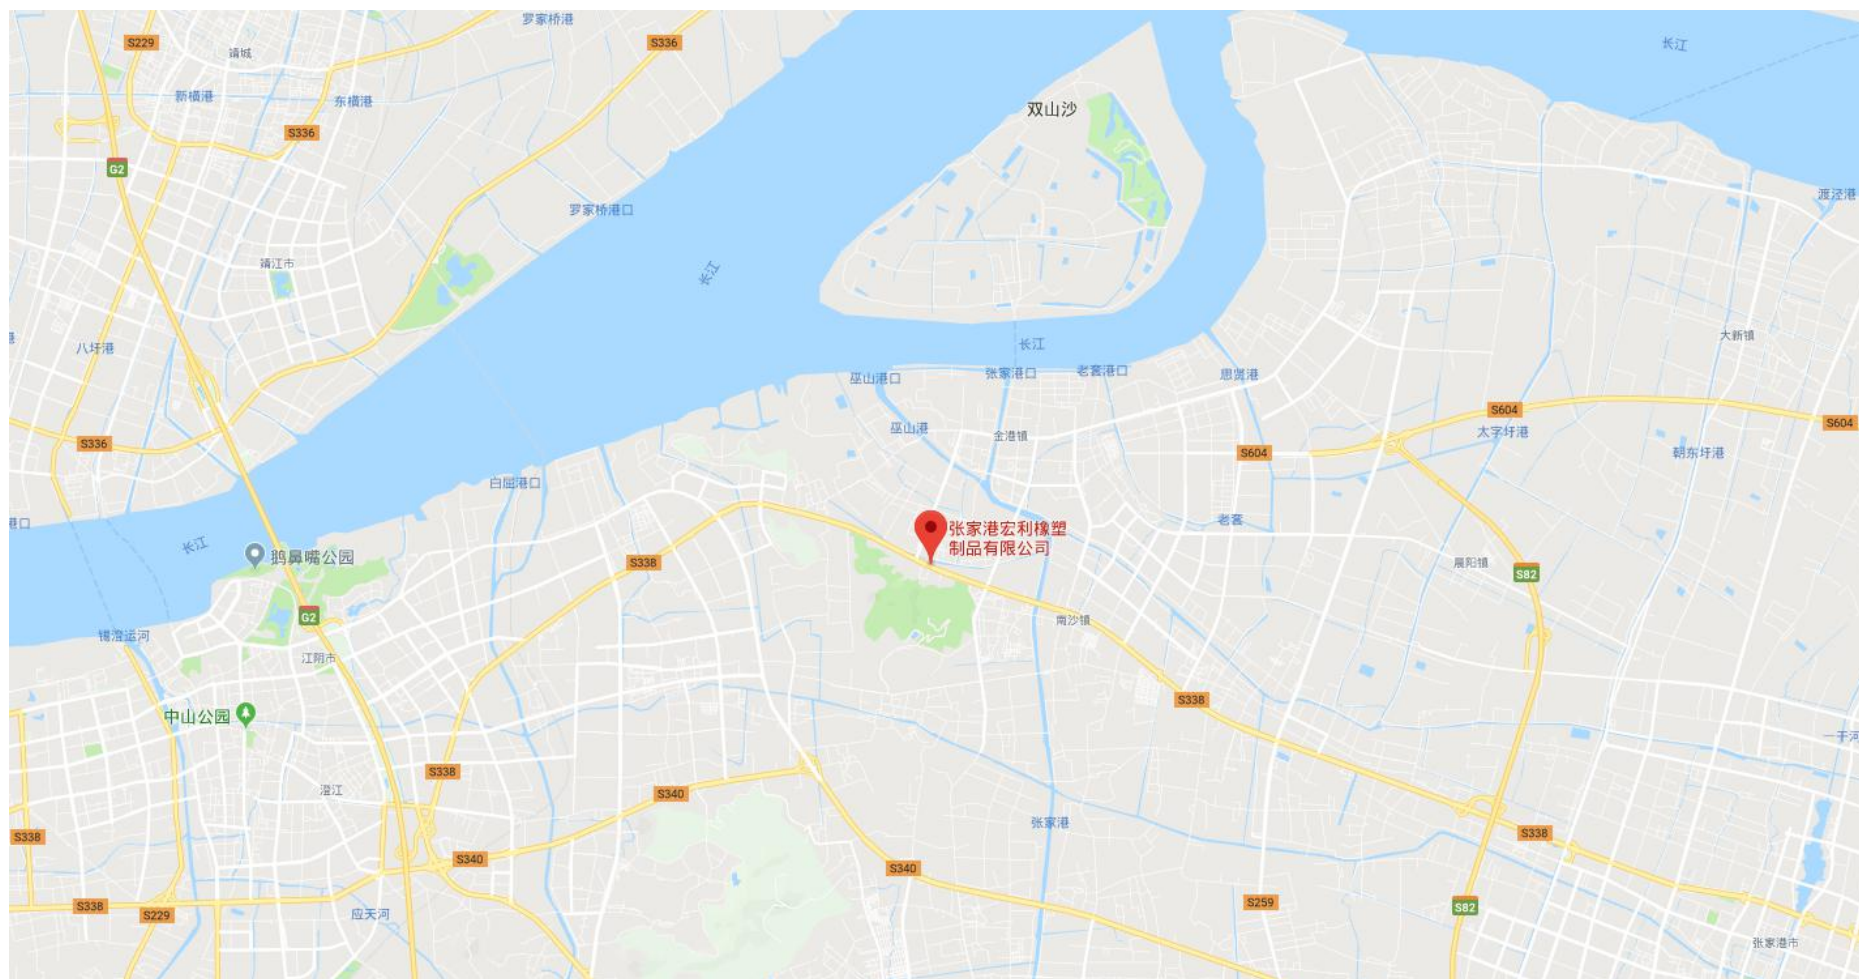 罗家桥港
S229
S336
长江
靖城
新横港
东横港
双山沙
S336
G2
渡泾港
罗家桥港口
靖江市
长江
大新镇
八圩港
长江
巫山港口
张家港口
老套港口
思贤港
S604
S604
巫山港
金港镇
太字圩港
S336
S604
朝东圩港
白屈港口
港口
老套
张家港宏利橡塑
制品有限公司
长江
鹅鼻嘴公园
S338
晨阳镇
S82
G2
南沙镇
锡澄运河
江阴市
S338
中山公园
一干河
S338
澄江
S340
张家港
S338
S338
S340
S340
S338
S229
应天河
S259
S82
张家港市